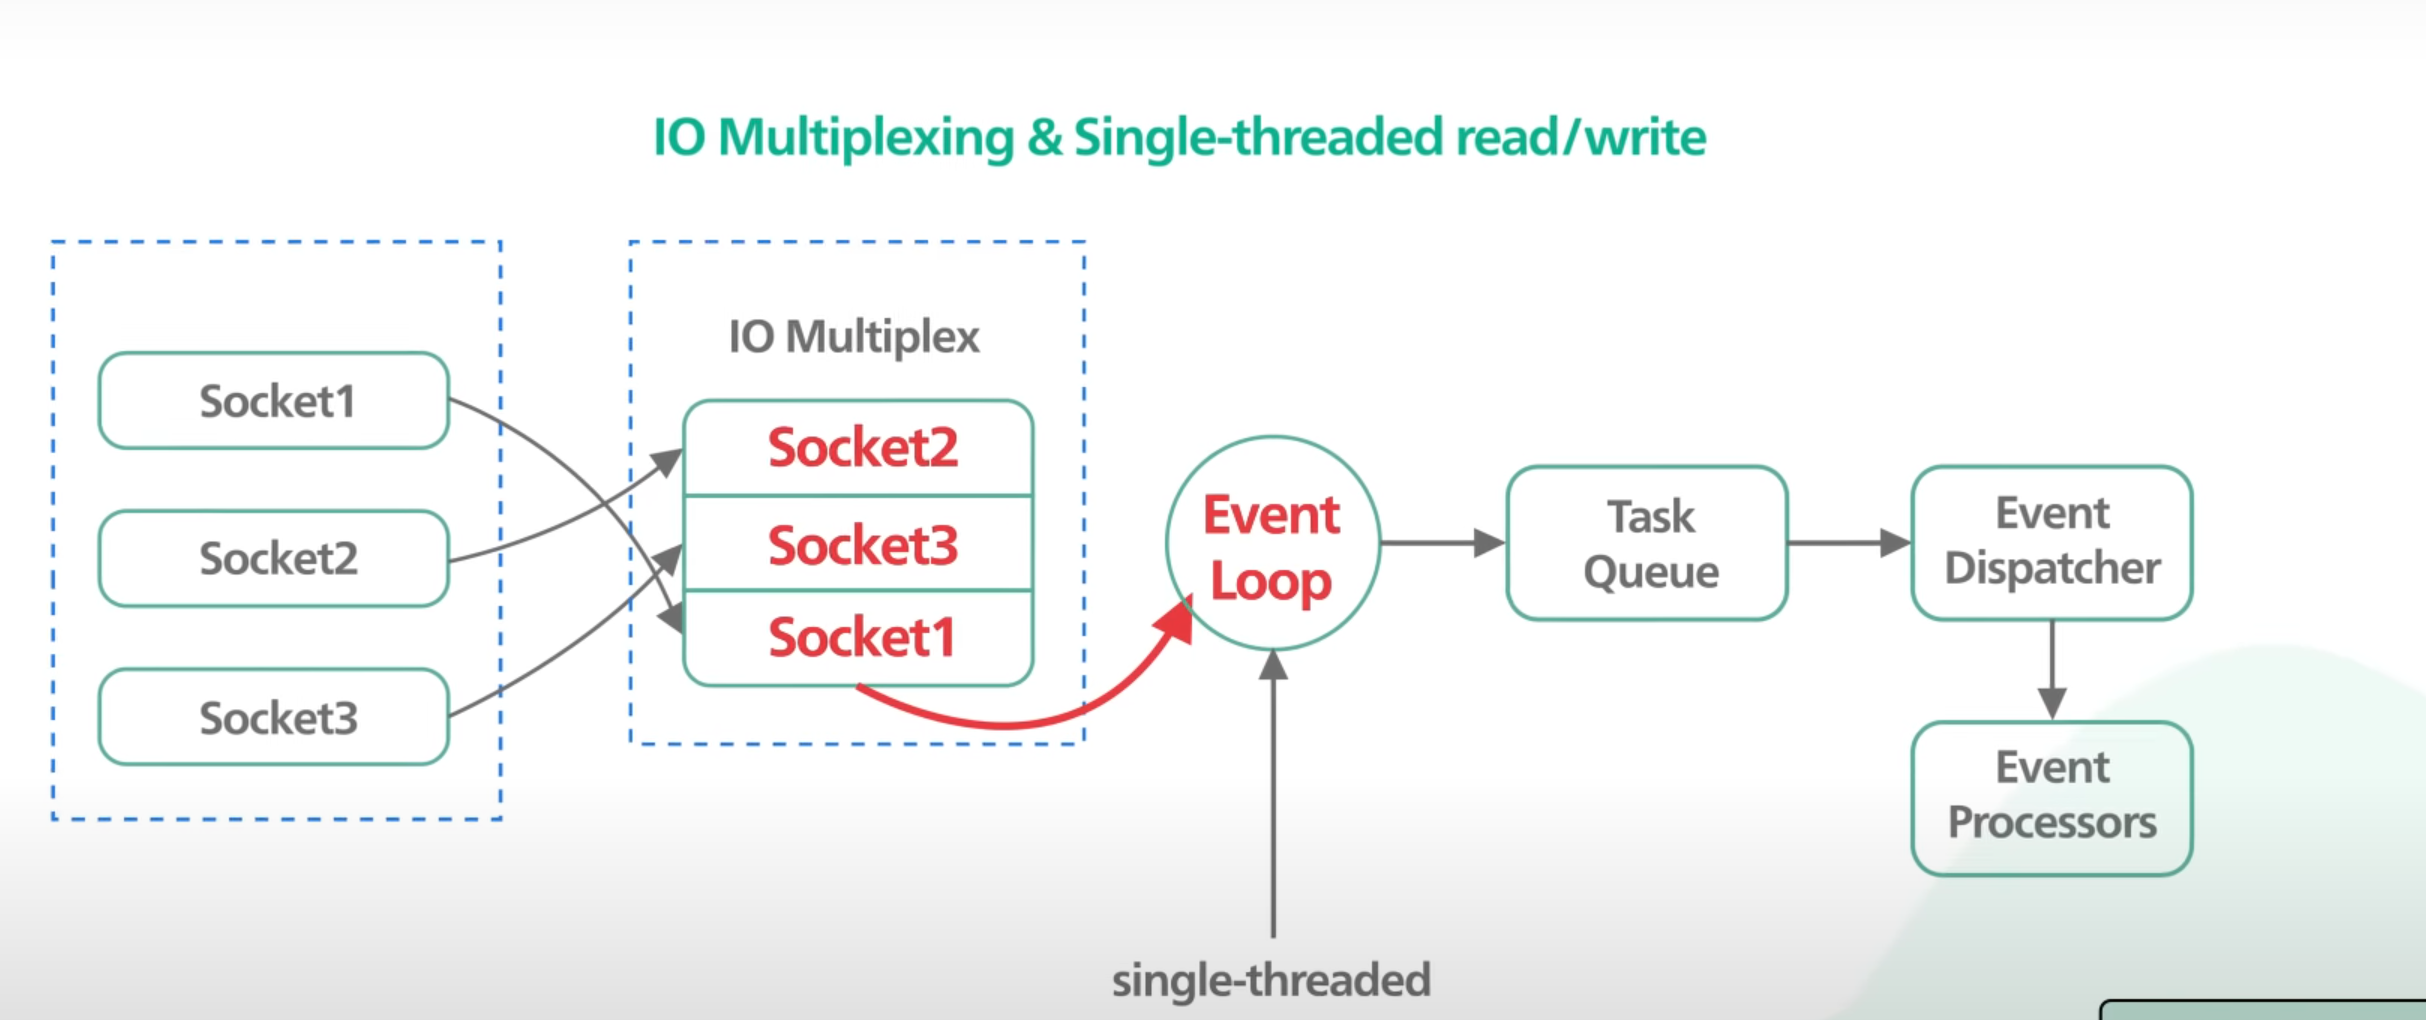 IO Multiplexing & Single-threaded read/write
Socket1
Socket2
Socket3
IO Multiplex
Socket2
Socket3
Socket1
Event
Loop
single-threaded
Task
Queue
Event
Dispatcher
Event
Processors